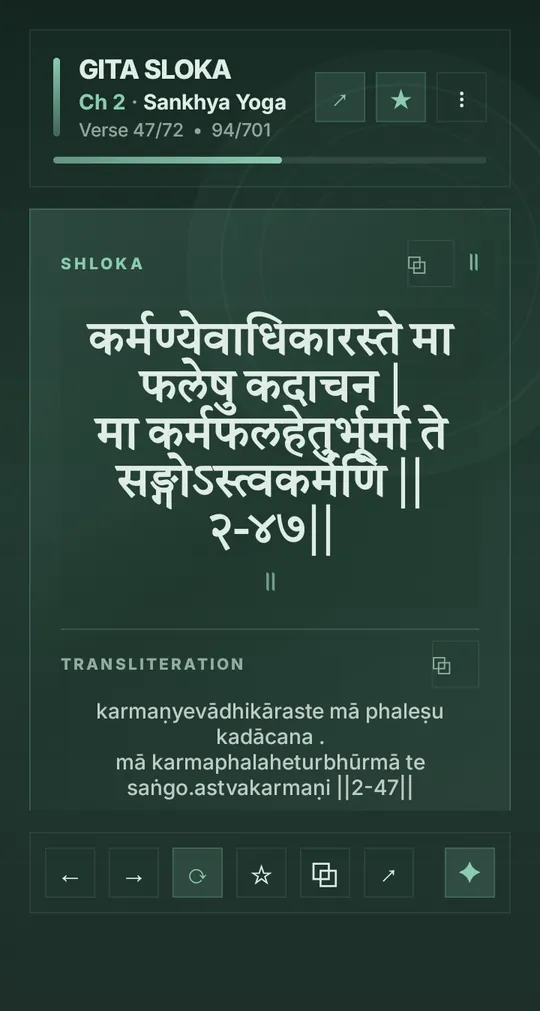 GITA SLOKA
Ch 2 · Sankhya Yoga
Verse 47/72 • 94/701
SHLOKA
॥
कर्मण्येवाधिकारस्ते मा
फलेषु कदाचन |
मा कर्मफलहेतुर्भूर्मा ते
सङ्गोऽस्त्वकर्मणि ||
२-४७||
॥
TRANSLITERATION
karmaṇyevādhikāraste mā phaleṣu
kadācana .
mā karmaphalaheturbhūrmā te
saṅgo.astvakarmaṇi ||2-47||